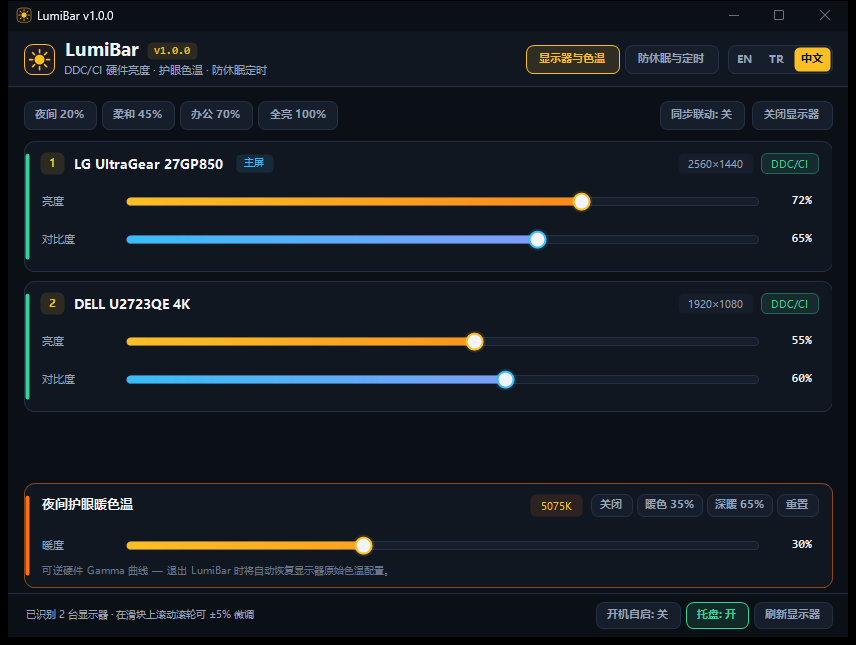 LumiBar v1.0.0
LumiBar v1.0.0
DDC/CI 硬件亮度 · 护眼色温 · 防休眠定时
显示器与色温 防休眠与定时 EN TR 中文
夜间 20% 柔和 45% 办公 70% 全亮 100% 同步联动: 关 关闭显示器
1 LG UltraGear 27GP850 主屏 2560×1440 DDC/CI
亮度 72%
对比度 65%
2 DELL U2723QE 4K 1920×1080 DDC/CI
亮度 55%
对比度 60%
夜间护眼暖色温 5075K 关闭 暖色 35% 深暖 65% 重置
暖度 30%
可逆硬件 Gamma 曲线 — 退出 LumiBar 时将自动恢复显示器原始色温配置。
已识别 2 台显示器 · 在滑块上滚动滚轮可 ±5% 微调 开机自启: 关 托盘: 开 刷新显示器